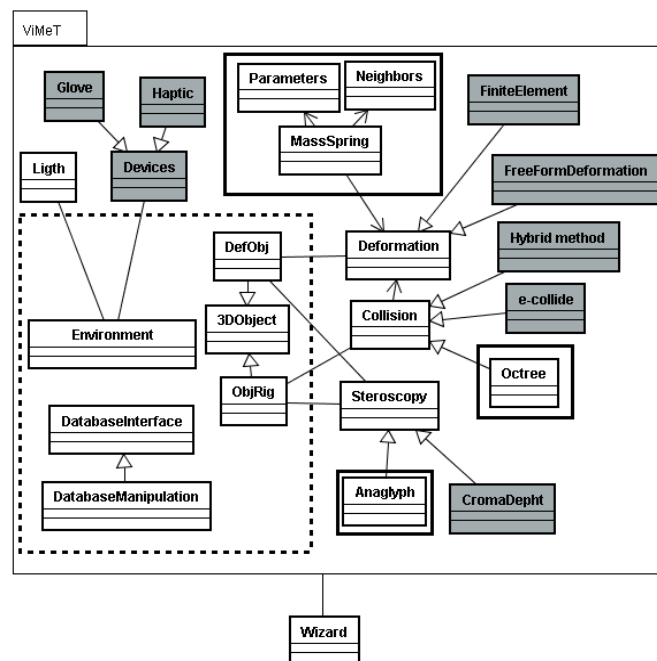 ViMeT
Parameters
Neighbors
Glove
Haptic
FiniteElement
MassSpring
Ligth
Devices
FreeFormDeformation
DefObj
Deformation
Hybrid method
e-collide
3DObject
Collision
Environment
Octree
ObjRig
Steroscopy
DatabaseInterface
DatabaseManipulation
Anaglyph
CromaDepht
Wizard